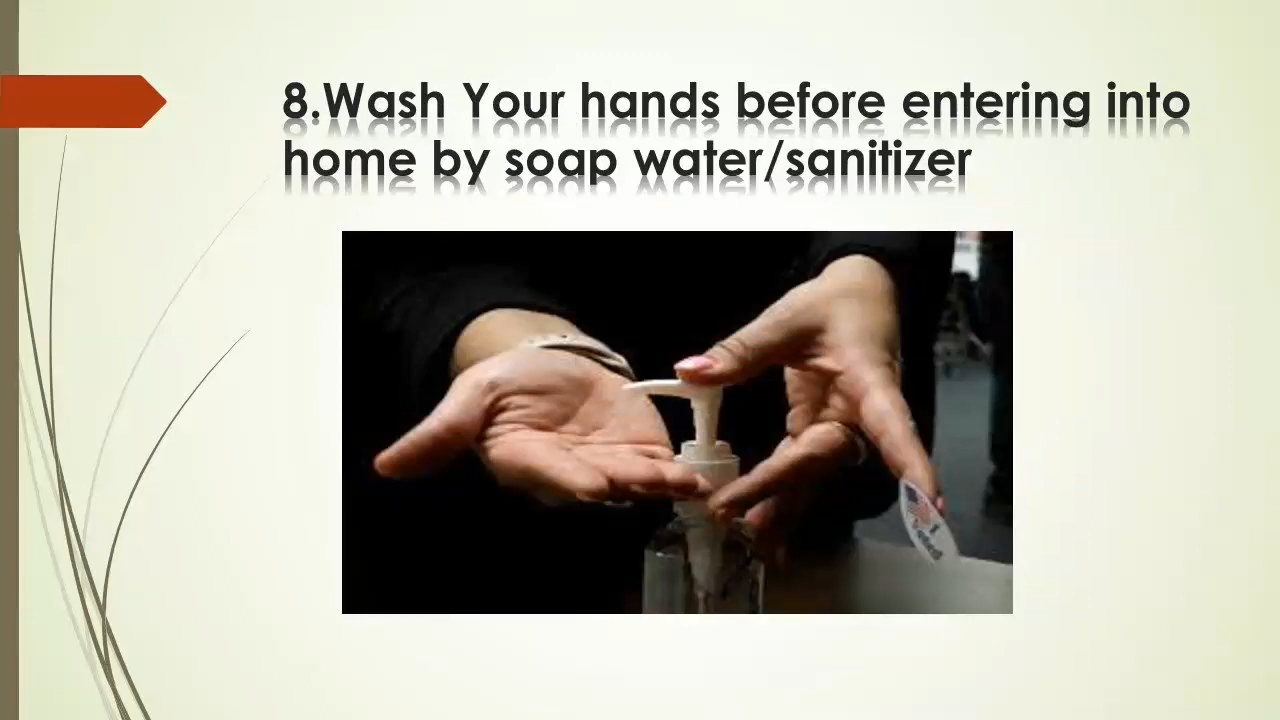 8.Wash Your hands before entering into
home by soap water/sanitizer